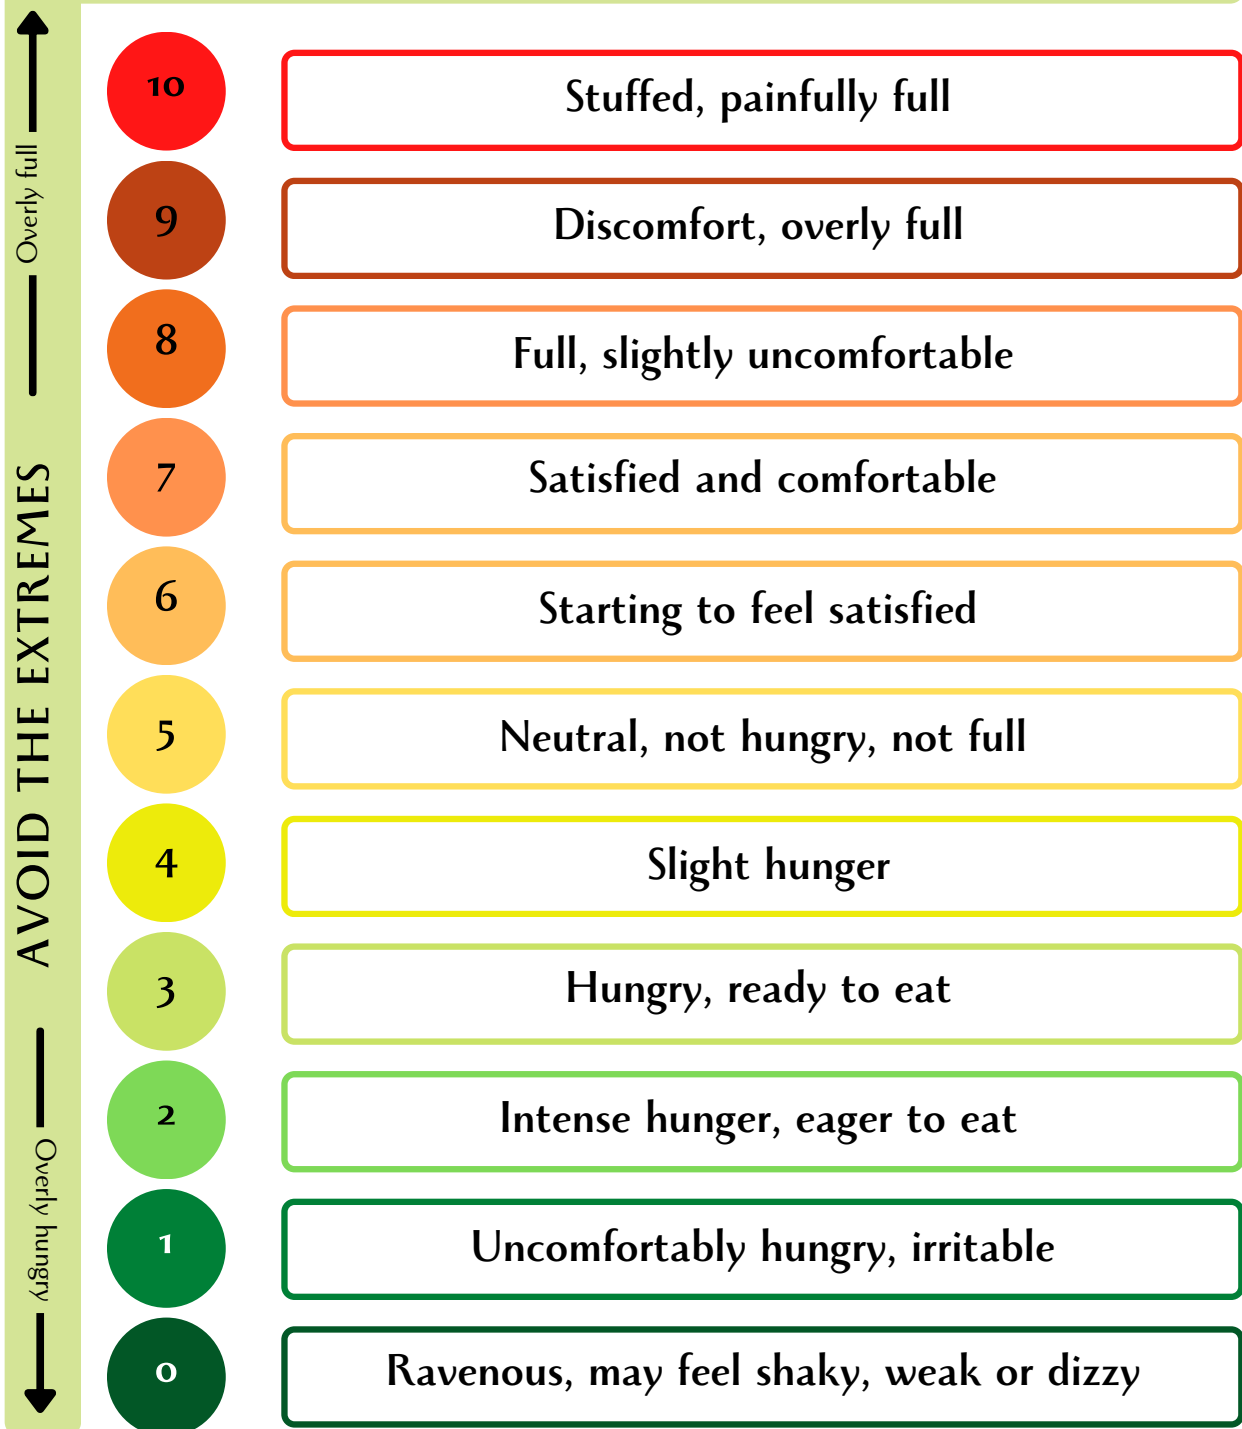 Overly full
AVOID THE EXTREMES
Overly hungry
10
Stuffed, painfully full
9
Discomfort, overly full
8
Full, slightly uncomfortable
7
Satisfied and comfortable
6
Starting to feel satisfied
5
Neutral, not hungry, not full
4
Slight hunger
3
Hungry, ready to eat
2
Intense hunger, eager to eat
1
Uncomfortably hungry, irritable
0
Ravenous, may feel shaky, weak or dizzy